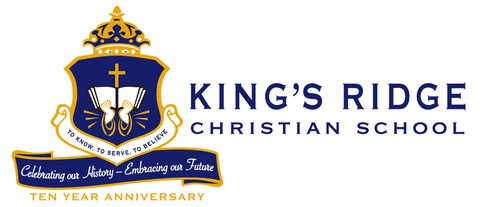 KING'S RIDGE
CHRISTIAN SCHOOL
TO KNOW, TO SERVE, TO BELIEVE
Celebrating our History – Embracing our Future
TEN YEAR ANNIVERSARY